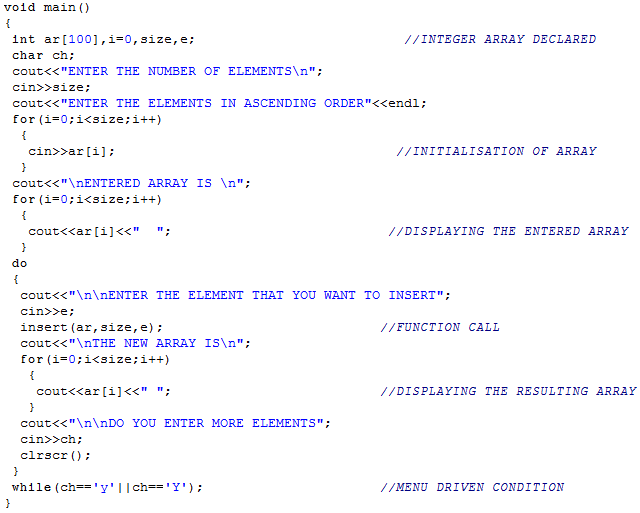 void main()
{
int ar[100],i=0,size,e; //INTEGER ARRAY DECLARED
char ch;
cout<<"ENTER THE NUMBER OF ELEMENTS\n";
cin>>size;
cout<<"ENTER THE ELEMENTS IN ASCENDING ORDER"<<endl;
for(i=0;i<size;i++)
{
cin>>ar[i]; //INITIALISATION OF ARRAY
}
cout<<"\nENTERED ARRAY IS \n";
for(i=0;i<size;i++)
{
cout<<ar[i]<<"  "; //DISPLAYING THE ENTERED ARRAY
}
do
{
cout<<"\n\nENTER THE ELEMENT THAT YOU WANT TO INSERT";
cin>>e;
insert(ar,size,e); //FUNCTION CALL
cout<<"\nTHE NEW ARRAY IS\n";
for(i=0;i<size;i++)
{
cout<<ar[i]<<" "; //DISPLAYING THE RESULTING ARRAY
}
cout<<"\n\nDO YOU ENTER MORE ELEMENTS";
cin>>ch;
clrscr();
}
while(ch=='y'||ch=='Y'); //MENU DRIVEN CONDITION
}